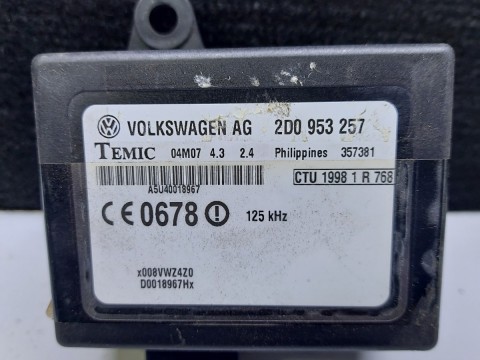 VOLKSWAGEN AG 2D0 953 257
TEMIC 04M07 4.3 2.4 Philippines 357381
CTU 1998 1 R 768
A5U40018967
CE 0678 125 kHz
x008VWZ4Z0
D0018967Hx